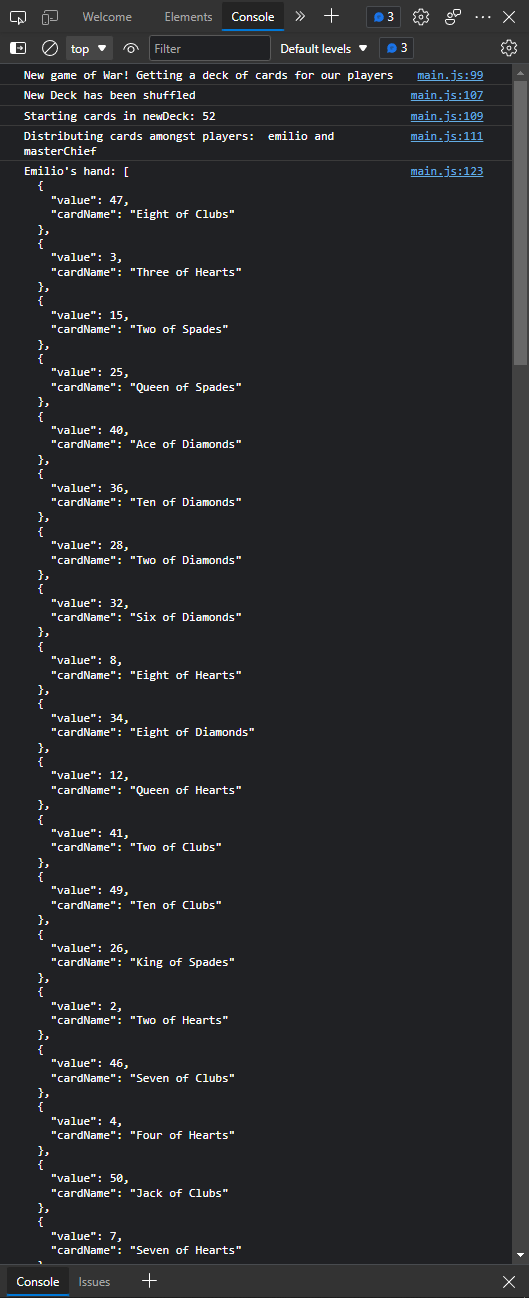 Welcome Elements Console 3
top Filter Default levels 3
New game of War! Getting a deck of cards for our players main.js:99
New Deck has been shuffled main.js:107
Starting cards in newDeck: 52 main.js:109
Distributing cards amongst players:  emilio and main.js:111
masterChief
Emilio's hand: [ main.js:123
{
"value": 47,
"cardName": "Eight of Clubs"
},
{
"value": 3,
"cardName": "Three of Hearts"
},
{
"value": 15,
"cardName": "Two of Spades"
},
{
"value": 25,
"cardName": "Queen of Spades"
},
{
"value": 40,
"cardName": "Ace of Diamonds"
},
{
"value": 36,
"cardName": "Ten of Diamonds"
},
{
"value": 28,
"cardName": "Two of Diamonds"
},
{
"value": 32,
"cardName": "Six of Diamonds"
},
{
"value": 8,
"cardName": "Eight of Hearts"
},
{
"value": 34,
"cardName": "Eight of Diamonds"
},
{
"value": 12,
"cardName": "Queen of Hearts"
},
{
"value": 41,
"cardName": "Two of Clubs"
},
{
"value": 49,
"cardName": "Ten of Clubs"
},
{
"value": 26,
"cardName": "King of Spades"
},
{
"value": 2,
"cardName": "Two of Hearts"
},
{
"value": 46,
"cardName": "Seven of Clubs"
},
{
"value": 4,
"cardName": "Four of Hearts"
},
{
"value": 50,
"cardName": "Jack of Clubs"
},
{
"value": 7,
"cardName": "Seven of Hearts"
Console Issues